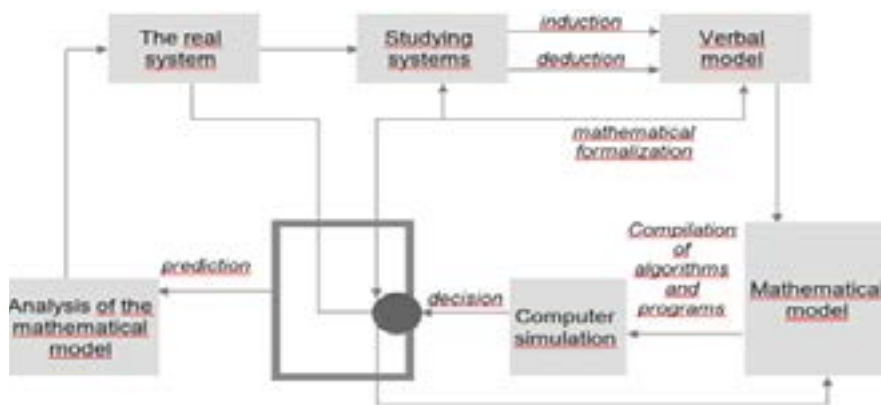 The real
system
Studying
systems
induction
deduction
Verbal
model
mathematical
formalization
Compilation
of
algorithms
and
programs
prediction
decision
Analysis of the
mathematical
model
Computer
simulation
Mathematical
model